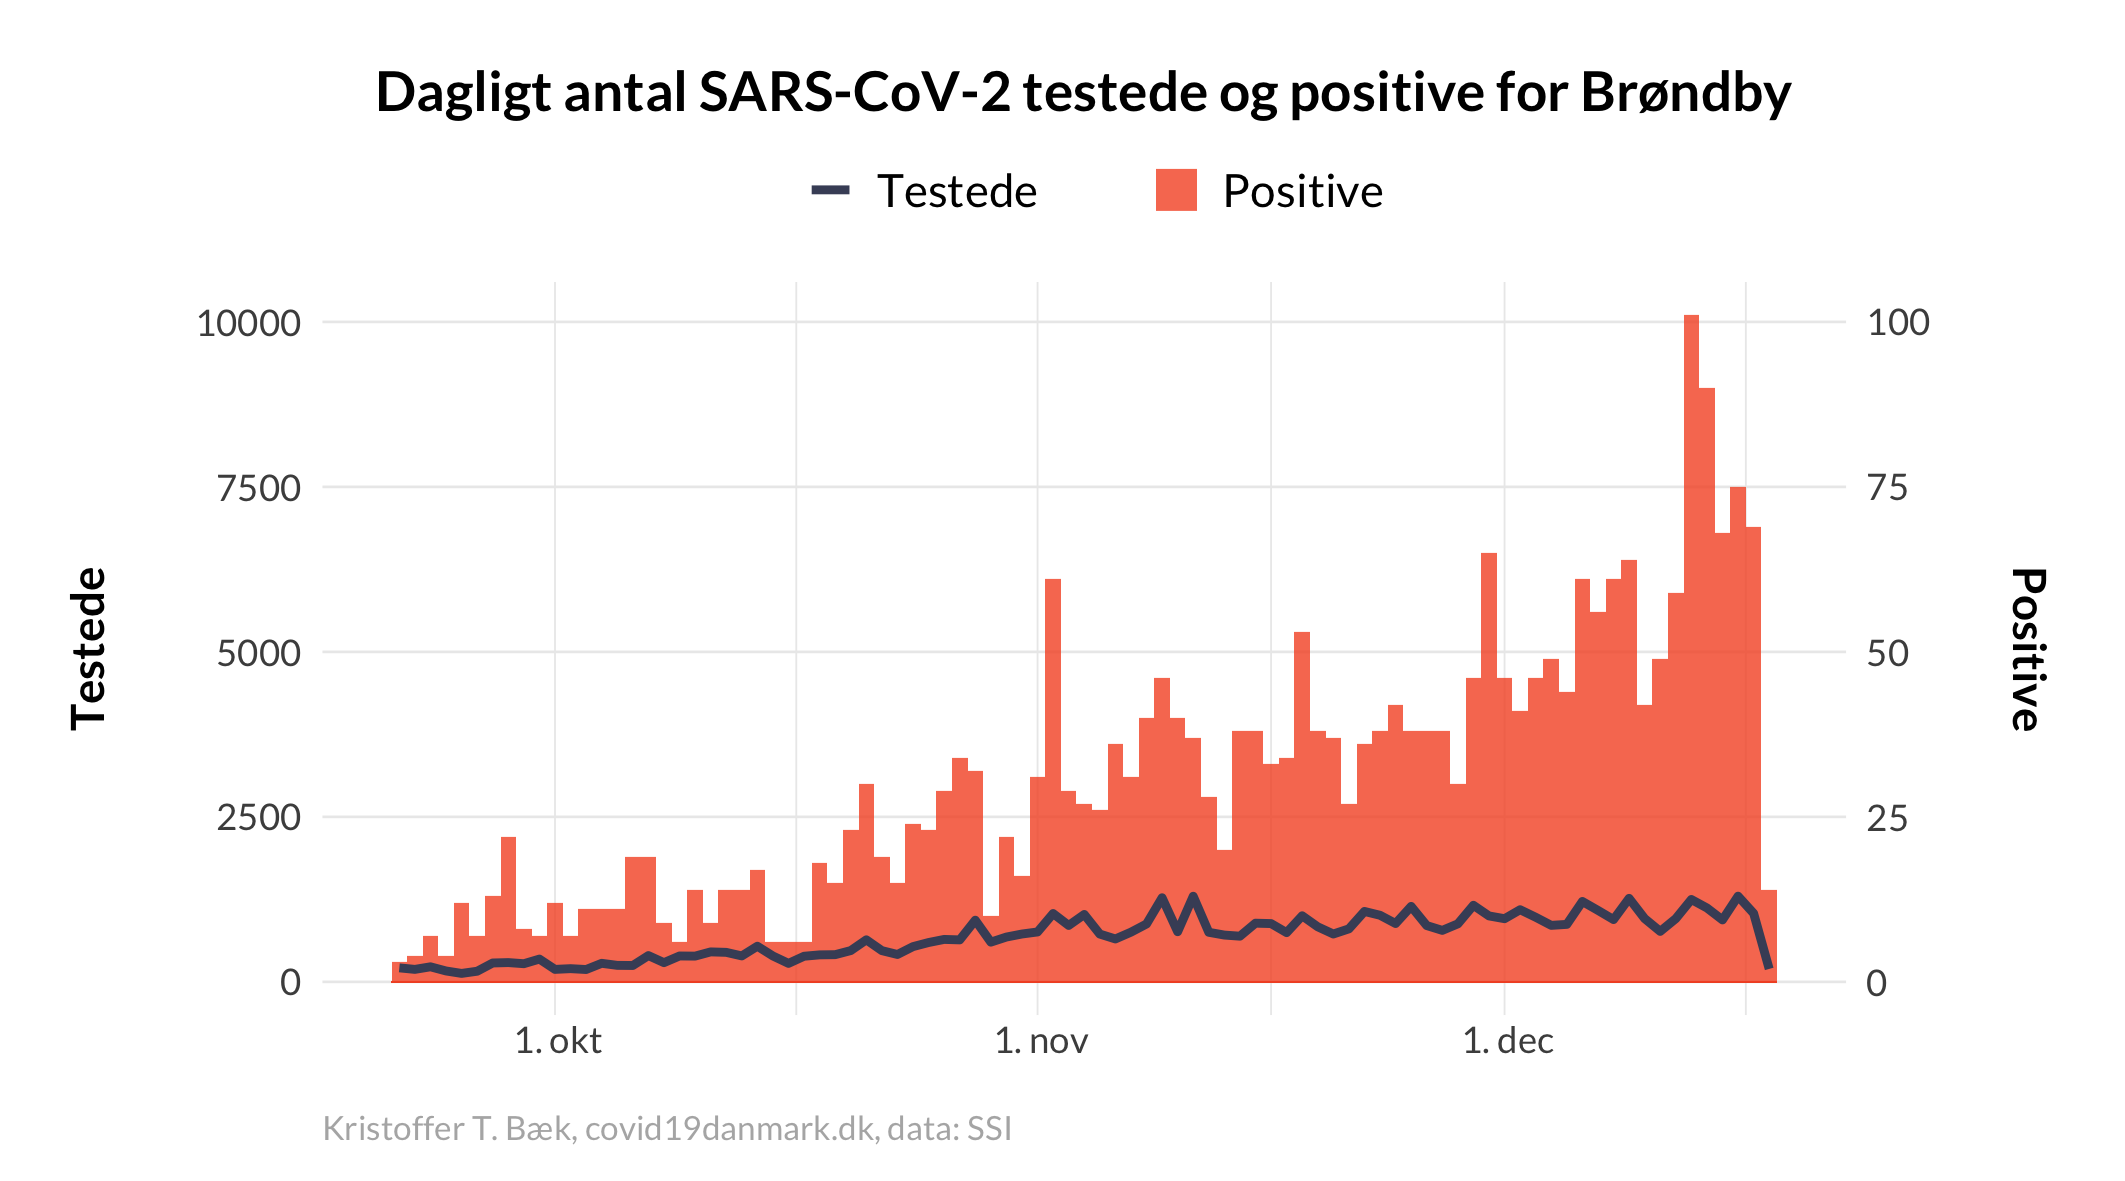 Dagligt antal SARS-CoV-2 testede og positive for Brøndby
Testede
Positive
10000
7500
5000
2500
0
Testede
100
75
50
25
0
Positive
1. okt
1. nov
1. dec
Kristoffer T. Bæk, covid19danmark.dk, data: SSI